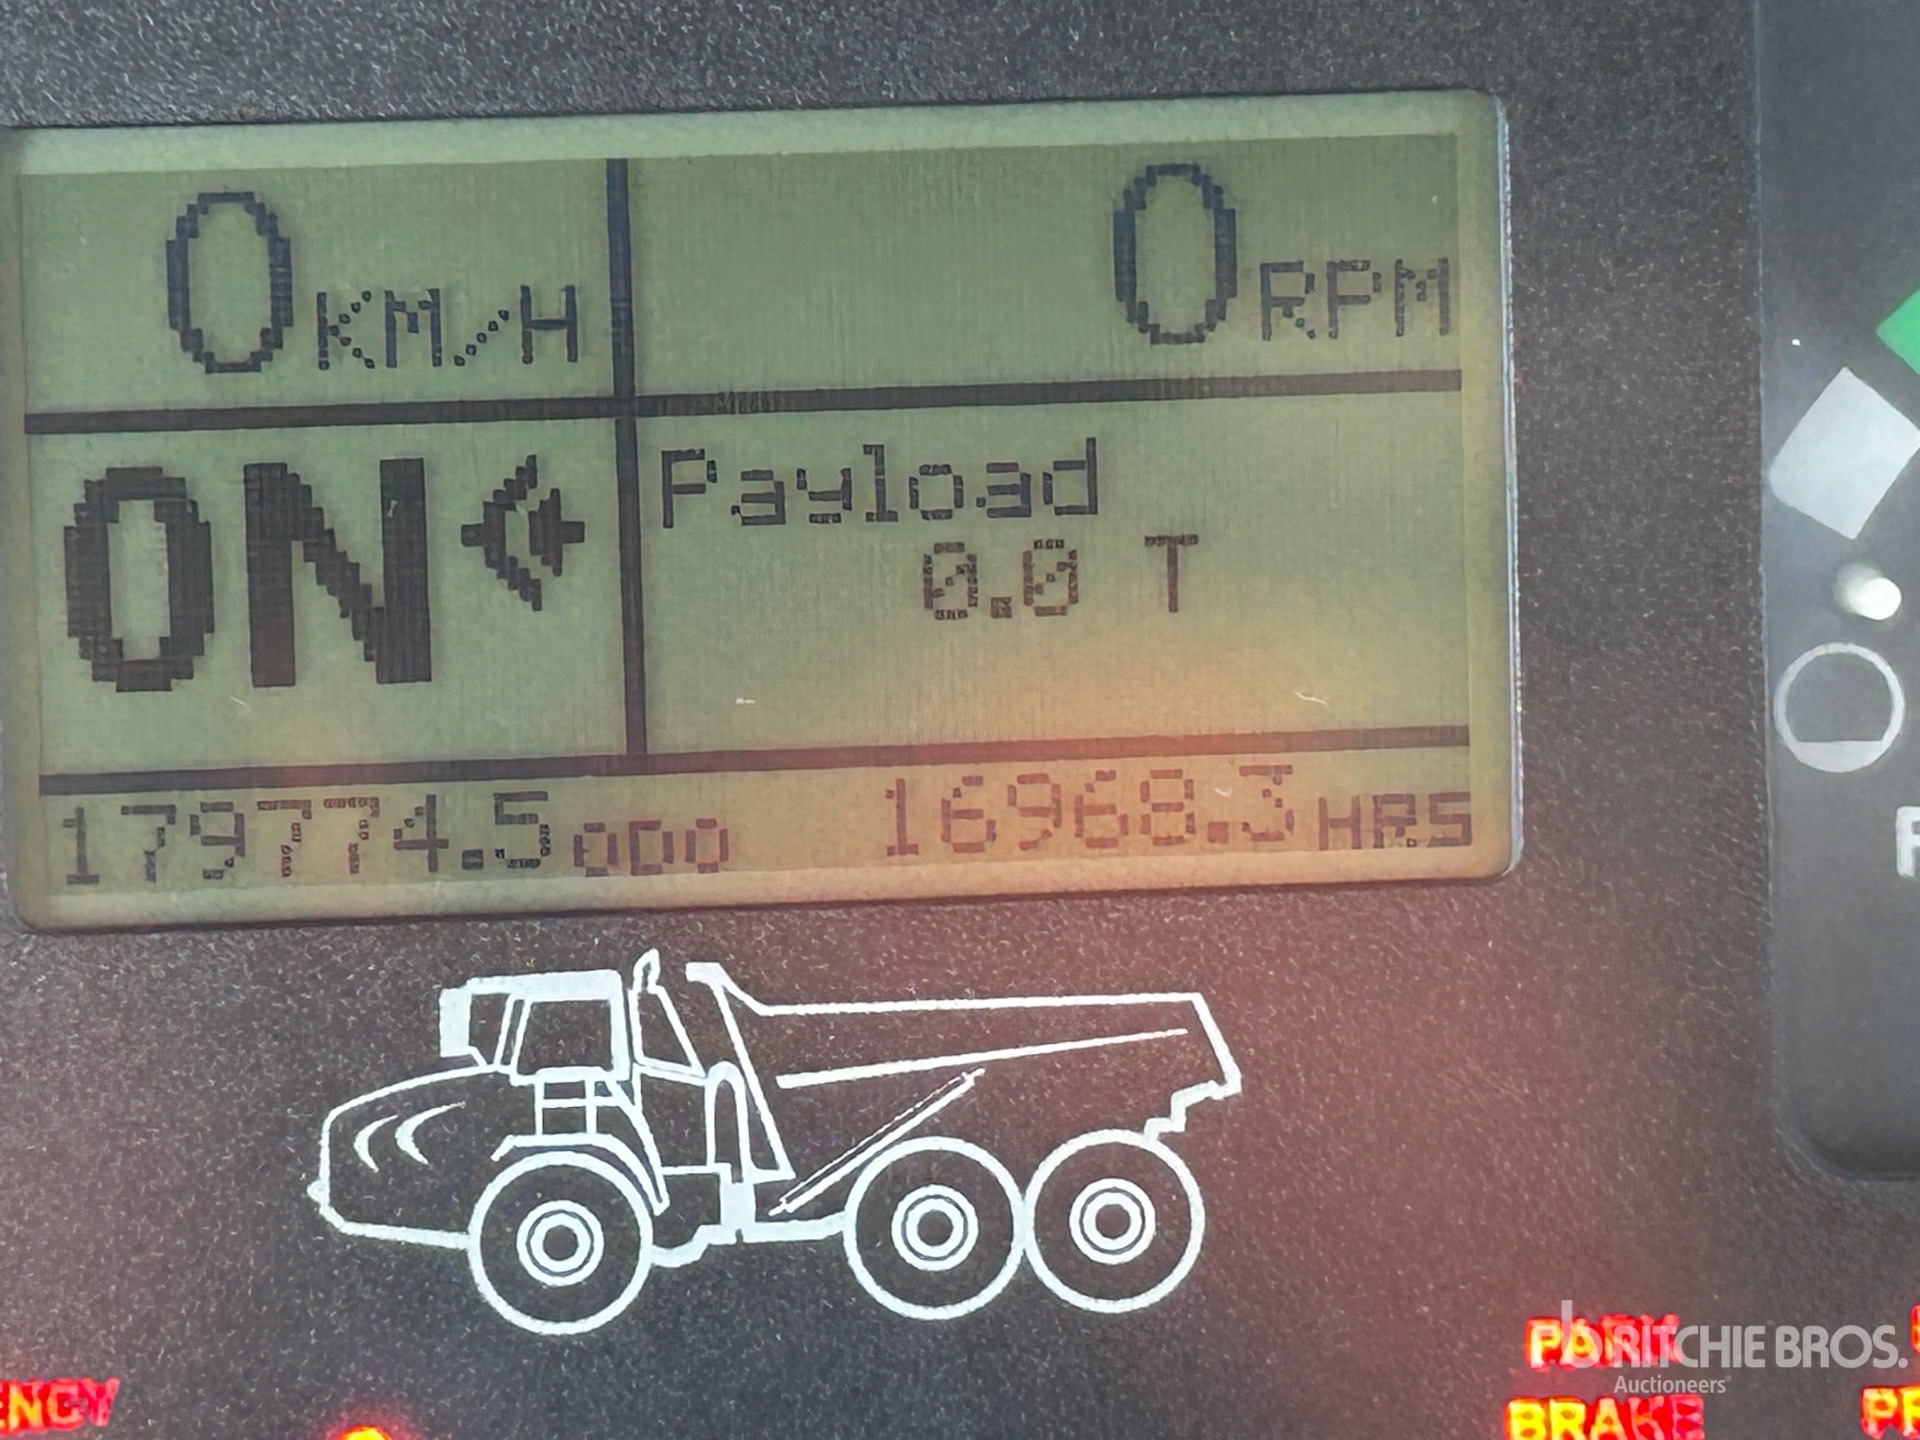 0 KM/H
0 RPM
ON
Payload
0.0 T
179774.5 ODO
16968.3 HRS
PARK
BRAKE
RITCHIE BROS.
Auctioneers